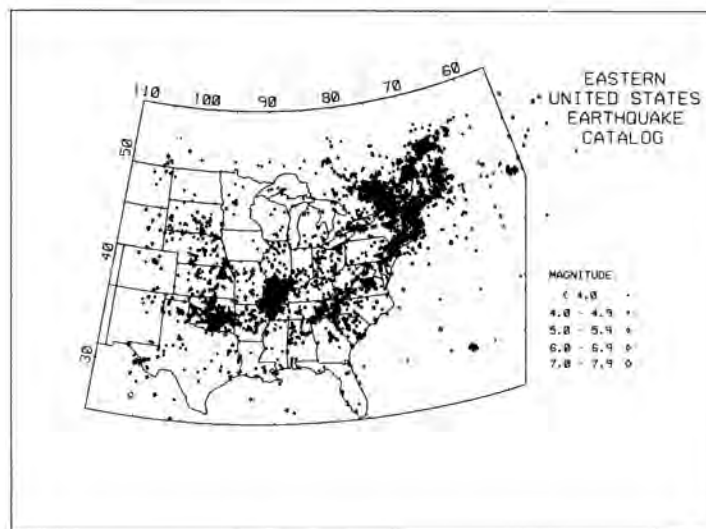 EASTERN
UNITED STATES
EARTHQUAKE
CATALOG
110 100 90 80 70 60
50
40
30
MAGNITUDE
< 4.0
4.0 - 4.9
5.0 - 5.9
6.0 - 6.9
7.0 - 7.9